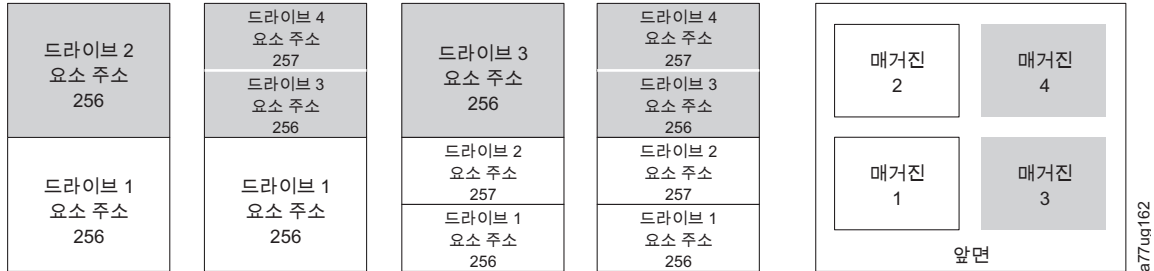 드라이브 2
요소 주소
256
드라이브 1
요소 주소
256
드라이브 4
요소 주소
257
드라이브 3
요소 주소
256
드라이브 1
요소 주소
256
드라이브 3
요소 주소
256
드라이브 2
요소 주소
257
드라이브 1
요소 주소
256
드라이브 4
요소 주소
257
드라이브 3
요소 주소
256
드라이브 2
요소 주소
257
드라이브 1
요소 주소
256
매거진
2
매거진
4
매거진
1
매거진
3
앞면
a77ug162